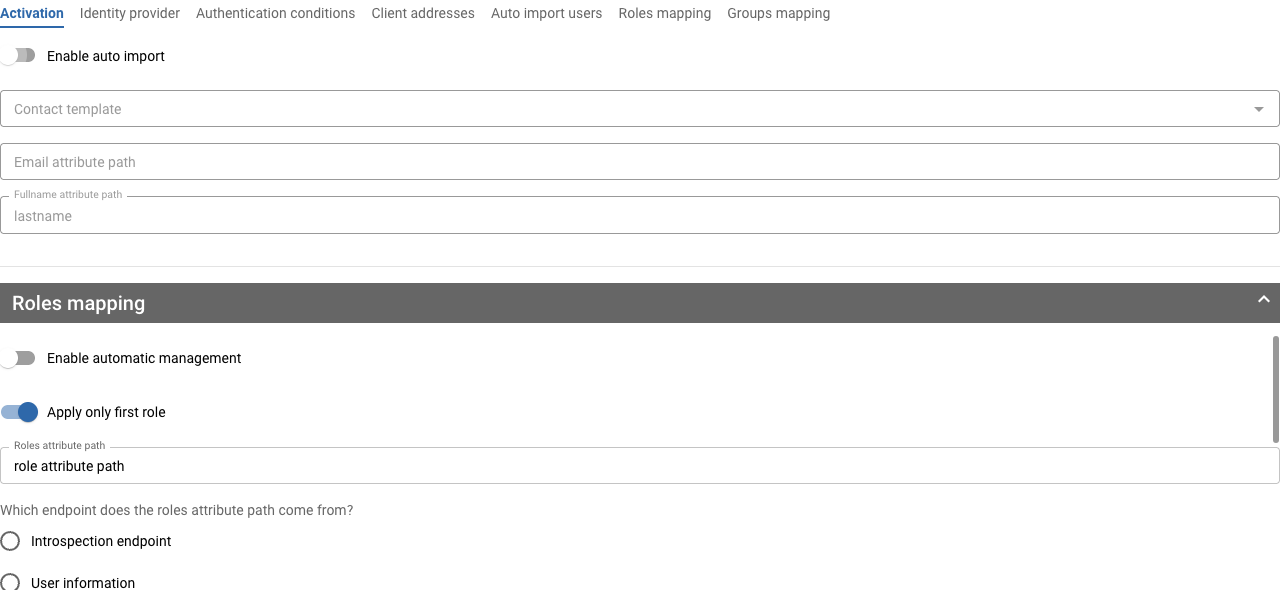 Activation Identity provider Authentication conditions Client addresses Auto import users Roles mapping Groups mapping
Enable auto import
Contact template
Email attribute path
Fullname attribute path
lastname
Roles mapping
Enable automatic management
Apply only first role
Roles attribute path
role attribute path
Which endpoint does the roles attribute path come from?
Introspection endpoint
User information